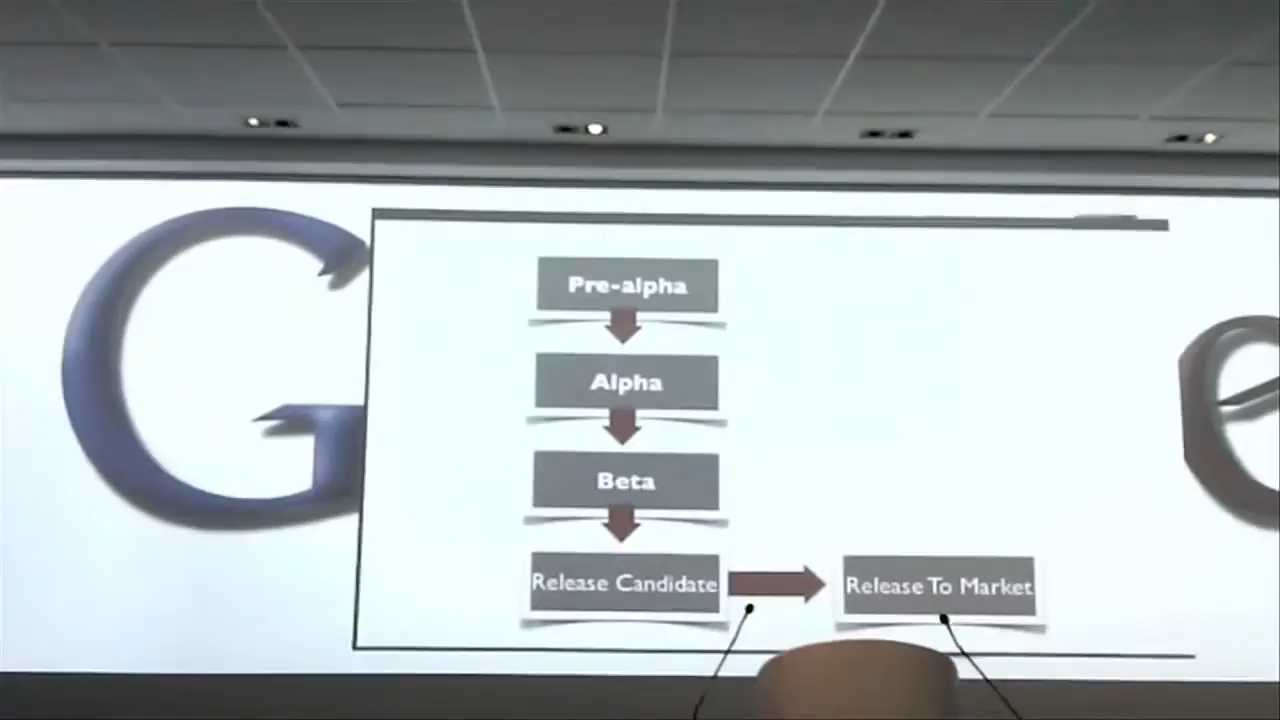 G
e
Pre-alpha
Alpha
Beta
Release Candidate
Release To Market